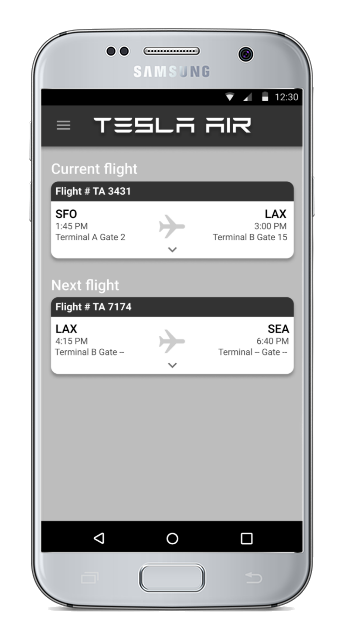 SAMSUNG
12:30
TESLA AIR
Current flight
Flight # TA 3431
SFO LAX
1:45 PM 3:00 PM
Terminal A Gate 2 Terminal B Gate 15
Next flight
Flight # TA 7174
LAX SEA
4:15 PM 6:40 PM
Terminal B Gate – Terminal – Gate –